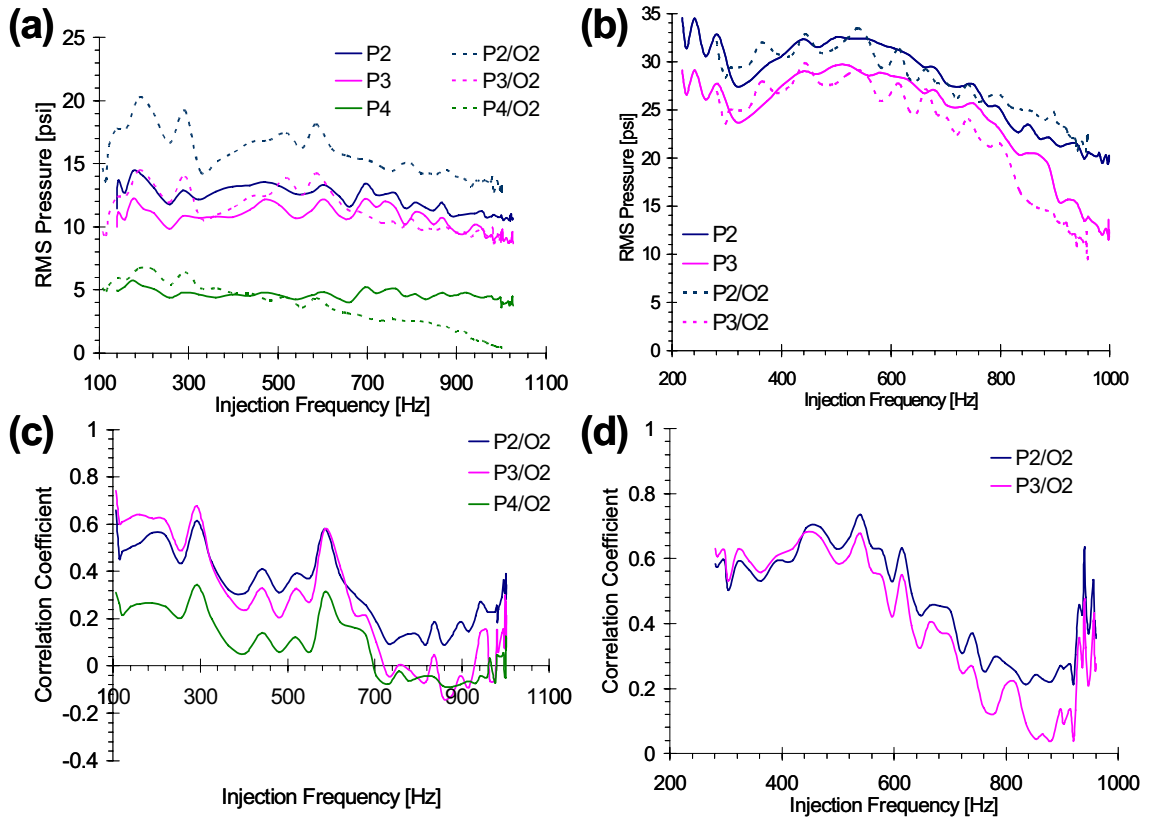 (a)
25
20
15
10
5
0
RMS Pressure [psi]
P2
P3
P4
P2/O2
P3/O2
P4/O2
100 300 500 700 900 1100
Injection Frequency [Hz]
(b)
35
30
25
20
15
10
5
0
RMS Pressure [psi]
P2
P3
P2/O2
P3/O2
200 400 600 800 1000
Injection Frequency [Hz]
(c)
1
0.8
0.6
0.4
0.2
0
-0.2
-0.4
Correlation Coefficient
P2/O2
P3/O2
P4/O2
100 300 500 700 900 1100
Injection Frequency [Hz]
(d)
1
0.8
0.6
0.4
0.2
0
Correlation Coefficient
P2/O2
P3/O2
200 400 600 800 1000
Injection Frequency [Hz]